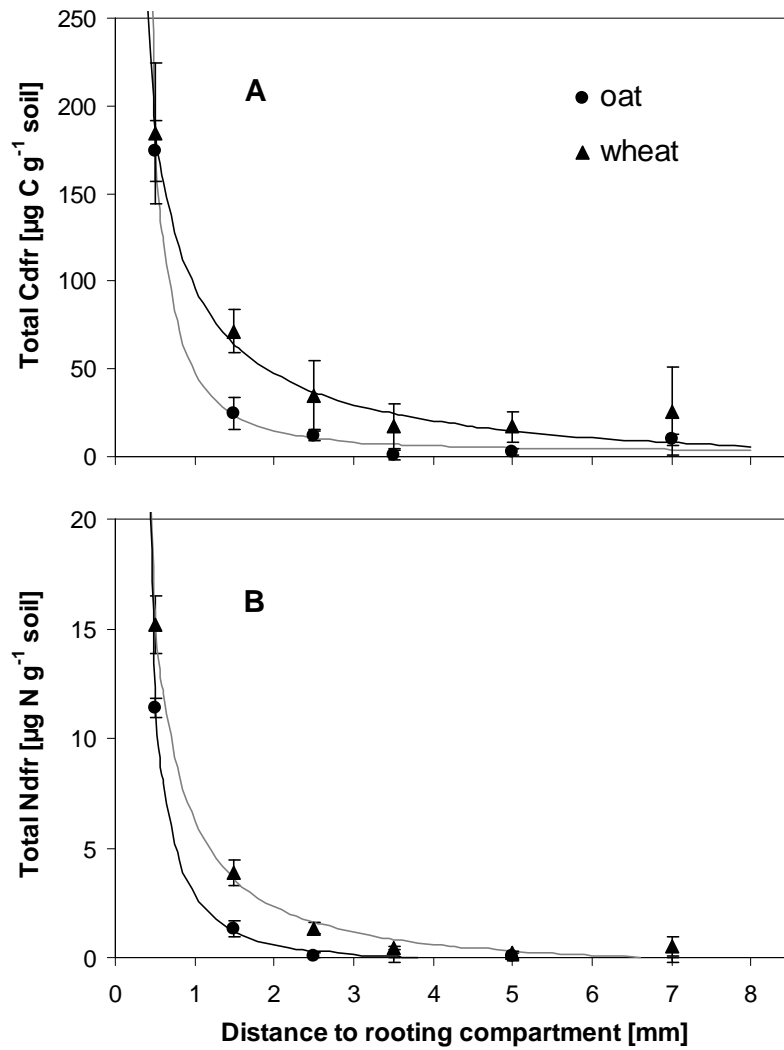 250
200
150
100
50
0
Total Cdfr [µg C g⁻¹ soil]
A
oat
wheat
20
15
10
5
0
Total Ndfr [µg N g⁻¹ soil]
B
0 1 2 3 4 5 6 7 8
Distance to rooting compartment [mm]